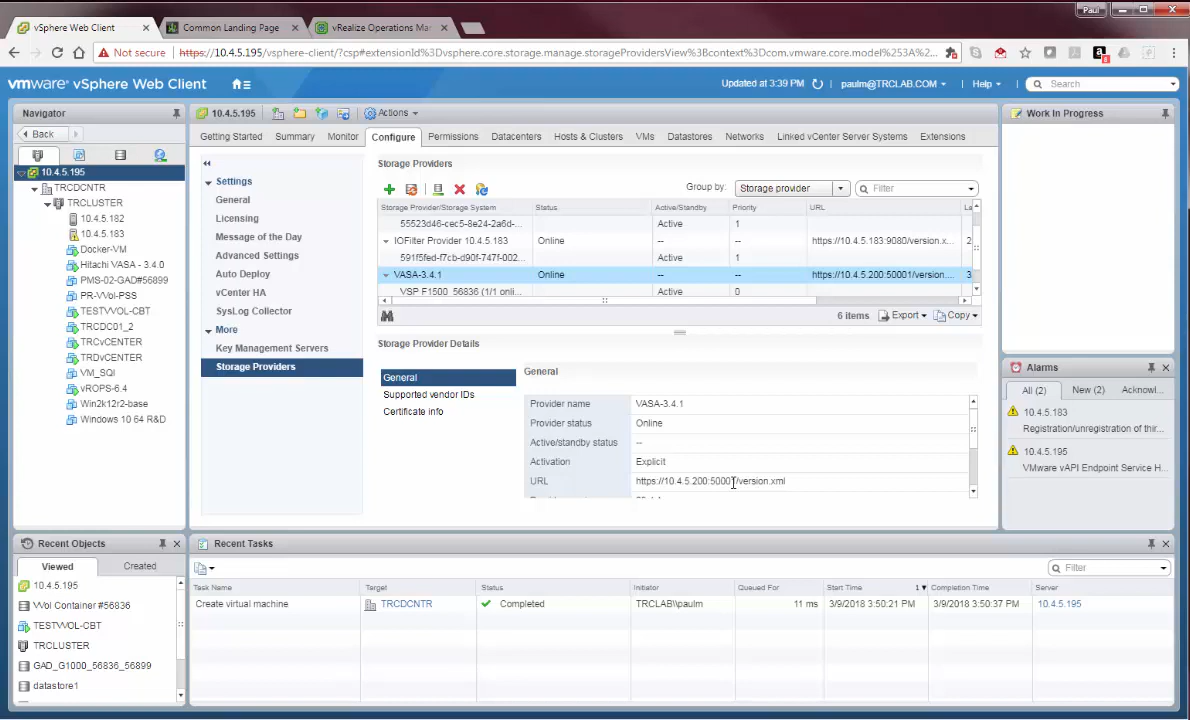 Paul
vSphere Web Client
Common Landing Page
vRealize Operations Ma
Not secure
https://10.4.5.195/vsphere-client/?csp#extensionId%3Dvsphere.core.storage.manage.storageProvidersView%3Bcontext%3Dcom.vmware.core.model%253A%2...
vmware® vSphere Web Client
Updated at 3:39 PM
paulm@TRCLAB.COM
Help
Search
Navigator
Back
10.4.5.195
TRCDCNTR
TRCLUSTER
10.4.5.182
10.4.5.183
Docker-VM
Hitachi VASA - 3.4.0
PMS-02-GAD#56899
PR-VVol-PSS
TESTVVOL-CBT
TRCDC01_2
TRCvCENTER
TRDvCENTER
VM_SQl
vROPS-6.4
Win2k12r2-base
Windows 10 64 R&D
10.4.5.195
Actions
Getting Started
Summary
Monitor
Configure
Permissions
Datacenters
Hosts & Clusters
VMs
Datastores
Networks
Linked vCenter Server Systems
Extensions
Settings
General
Licensing
Message of the Day
Advanced Settings
Auto Deploy
vCenter HA
SysLog Collector
More
Key Management Servers
Storage Providers
Storage Providers
Group by:
Storage provider
Filter
Storage Provider/Storage System
Status
Active/Standby
Priority
URL
55523d46-cec5-8e24-2a6d-...
Active
1
IOFilter Provider 10.4.5.183
Online
--
--
https://10.4.5.183:9080/version.x...
2
591f5fed-f7cb-d90f-747f-002...
Active
1
VASA-3.4.1
Online
--
--
https://10.4.5.200:50001/version....
3
VSP F1500_56836 (1/1 onli...
Active
0
6 items
Export
Copy
Storage Provider Details
General
Supported vendor IDs
Certificate info
General
Provider name
VASA-3.4.1
Provider status
Online
Active/standby status
--
Activation
Explicit
URL
https://10.4.5.200:50001/version.xml
Work In Progress
Alarms
All (2)
New (2)
Acknowl...
10.4.5.183
Registration/unregistration of thir...
10.4.5.195
VMware vAPI Endpoint Service H...
Recent Objects
Viewed
Created
10.4.5.195
VVol Container #56836
TESTVVOL-CBT
TRCLUSTER
GAD_G1000_56836_56899
datastore1
Recent Tasks
Filter
Task Name
Target
Status
Initiator
Queued For
Start Time
1
Completion Time
Server
Create virtual machine
TRCDCNTR
Completed
TRCLAB\\paulm
11 ms
3/9/2018 3:50:21 PM
3/9/2018 3:50:37 PM
10.4.5.195